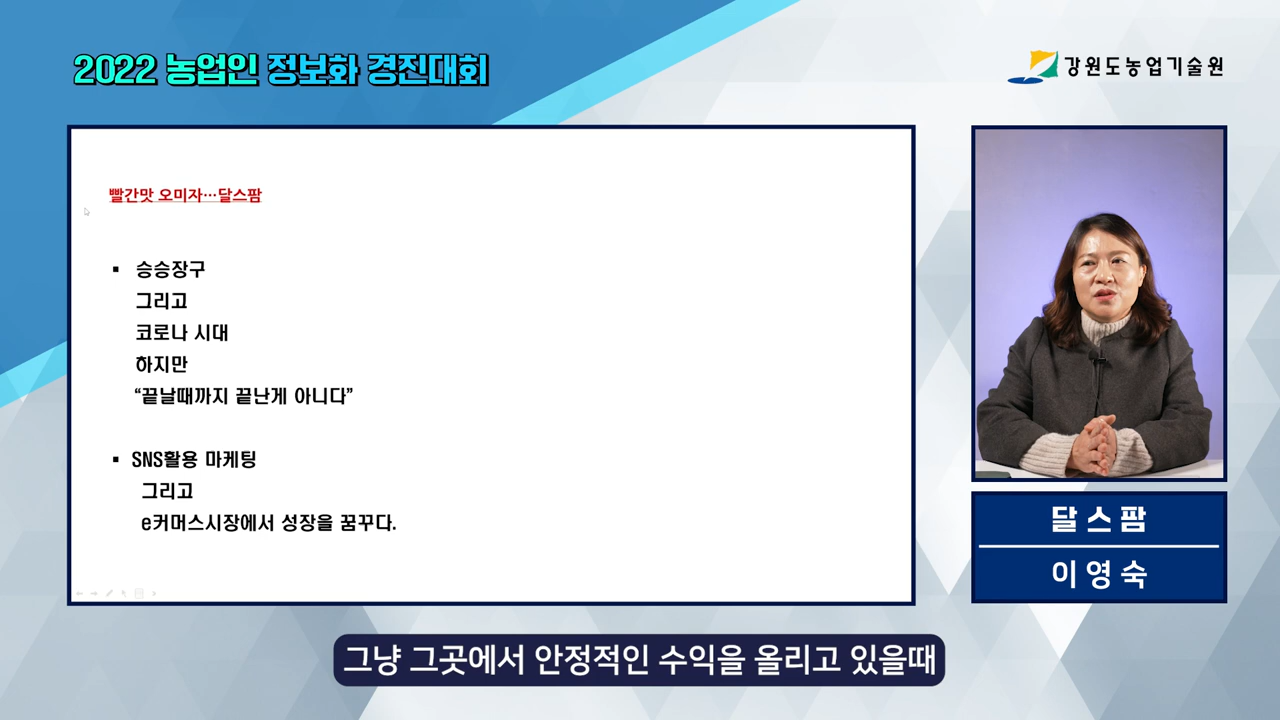 2022 농업인 정보화 경진대회
강원도농업기술원
빨간맛 오미자…달스팜
▪ 승승장구
그리고
코로나 시대
하지만
“끝날때까지 끝난게 아니다”
▪ SNS활용 마케팅
그리고
e커머스시장에서 성장을 꿈꾸다.
달스팜
이영숙
그냥 그곳에서 안정적인 수익을 올리고 있을때